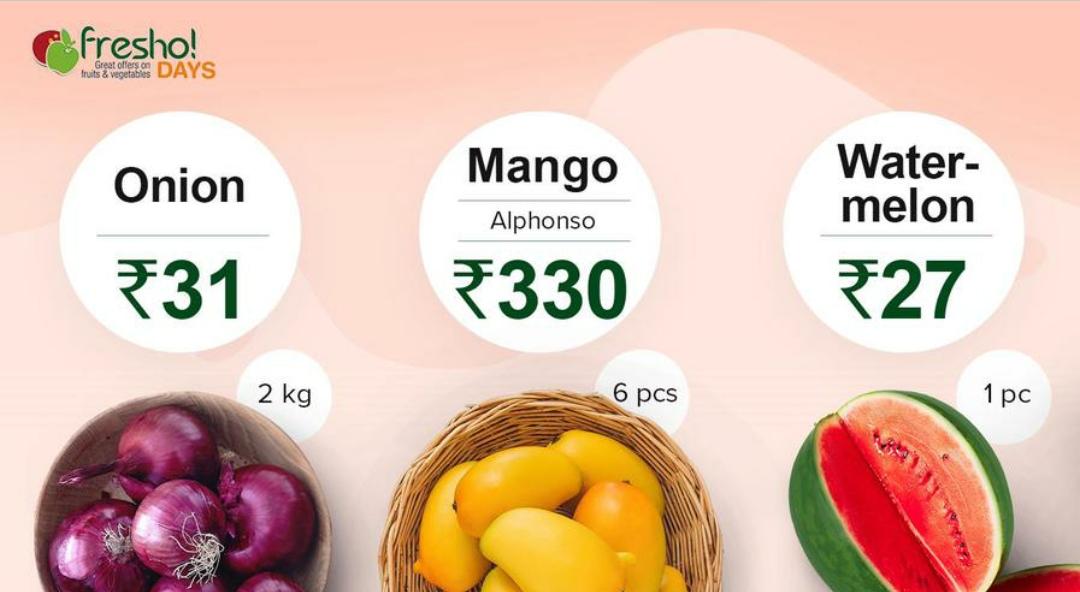 fresho!
Great offers on
fruits & vegetables DAYS
Onion
₹31
2 kg
Mango
Alphonso
₹330
6 pcs
Water-
melon
₹27
1 pc